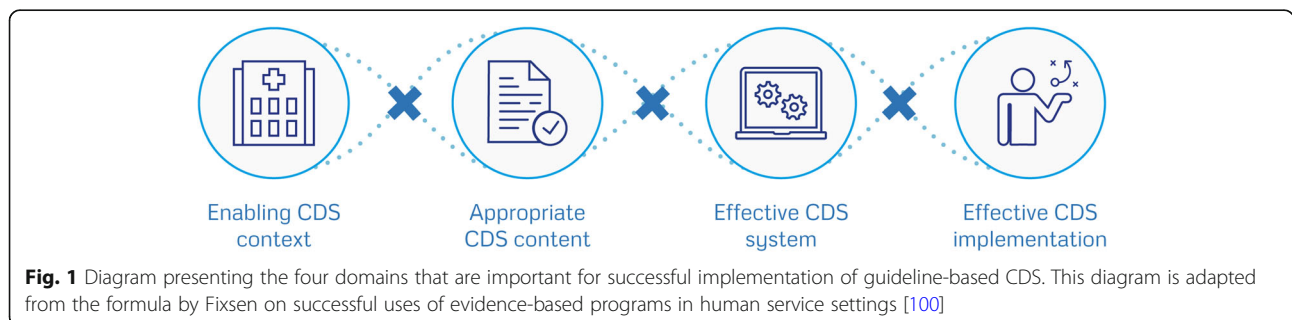 Enabling CDS
context
Appropriate
CDS content
Effective CDS
system
Effective CDS
implementation
Fig. 1 Diagram presenting the four domains that are important for successful implementation of guideline-based CDS. This diagram is adapted
from the formula by Fixsen on successful uses of evidence-based programs in human service settings [100]